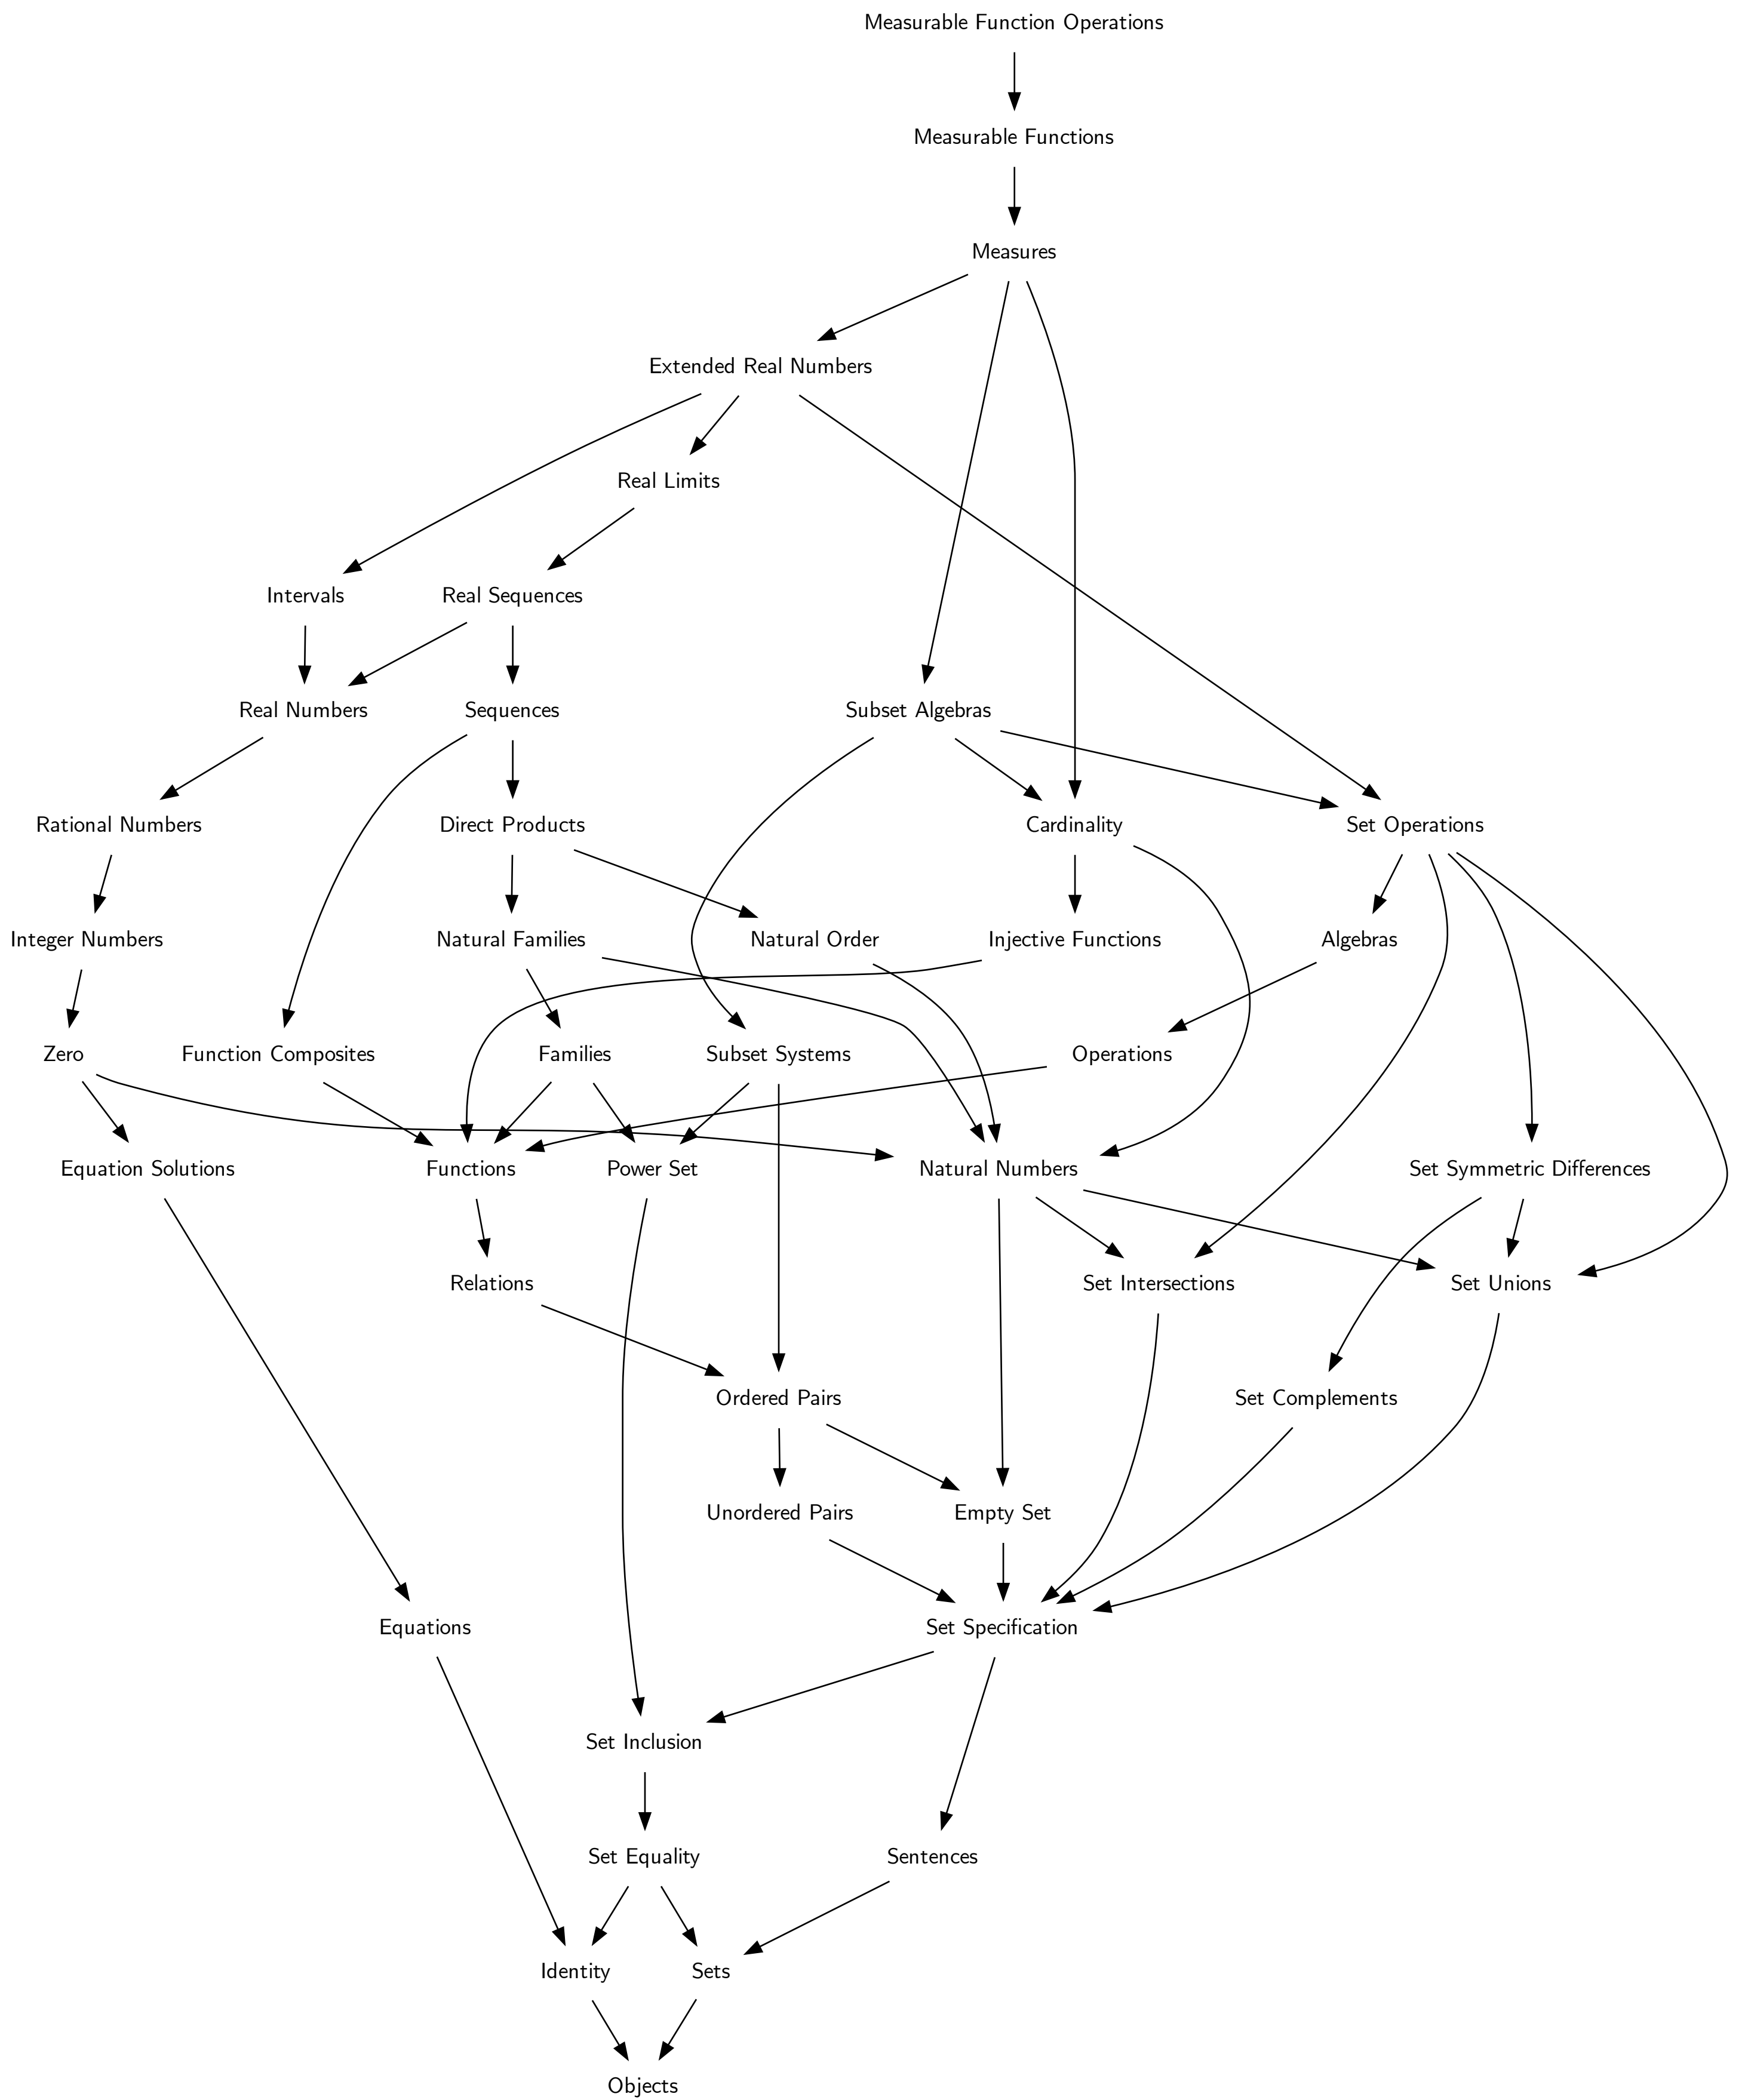 Measurable Function Operations
Measurable Functions
Measures
Extended Real Numbers
Real Limits
Intervals
Real Sequences
Real Numbers
Sequences
Subset Algebras
Rational Numbers
Direct Products
Cardinality
Set Operations
Integer Numbers
Natural Families
Natural Order
Injective Functions
Algebras
Zero
Function Composites
Families
Subset Systems
Operations
Equation Solutions
Functions
Power Set
Natural Numbers
Set Symmetric Differences
Relations
Set Intersections
Set Unions
Ordered Pairs
Set Complements
Unordered Pairs
Empty Set
Equations
Set Specification
Set Inclusion
Set Equality
Sentences
Identity
Sets
Objects